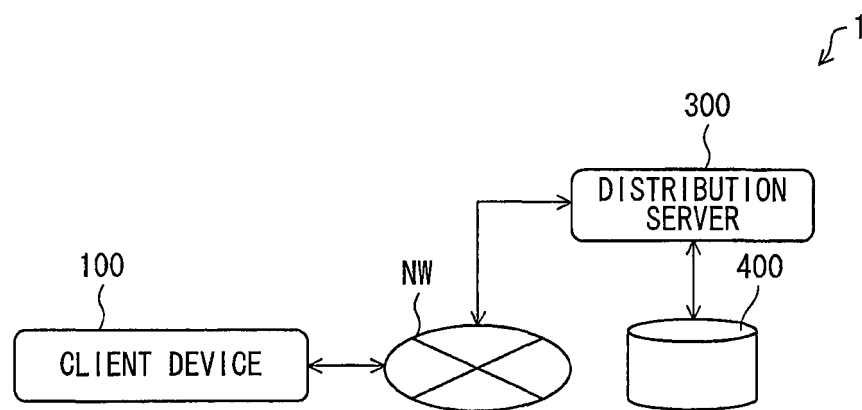 1
300
DISTRIBUTION
SERVER
400
100
NW
CLIENT DEVICE